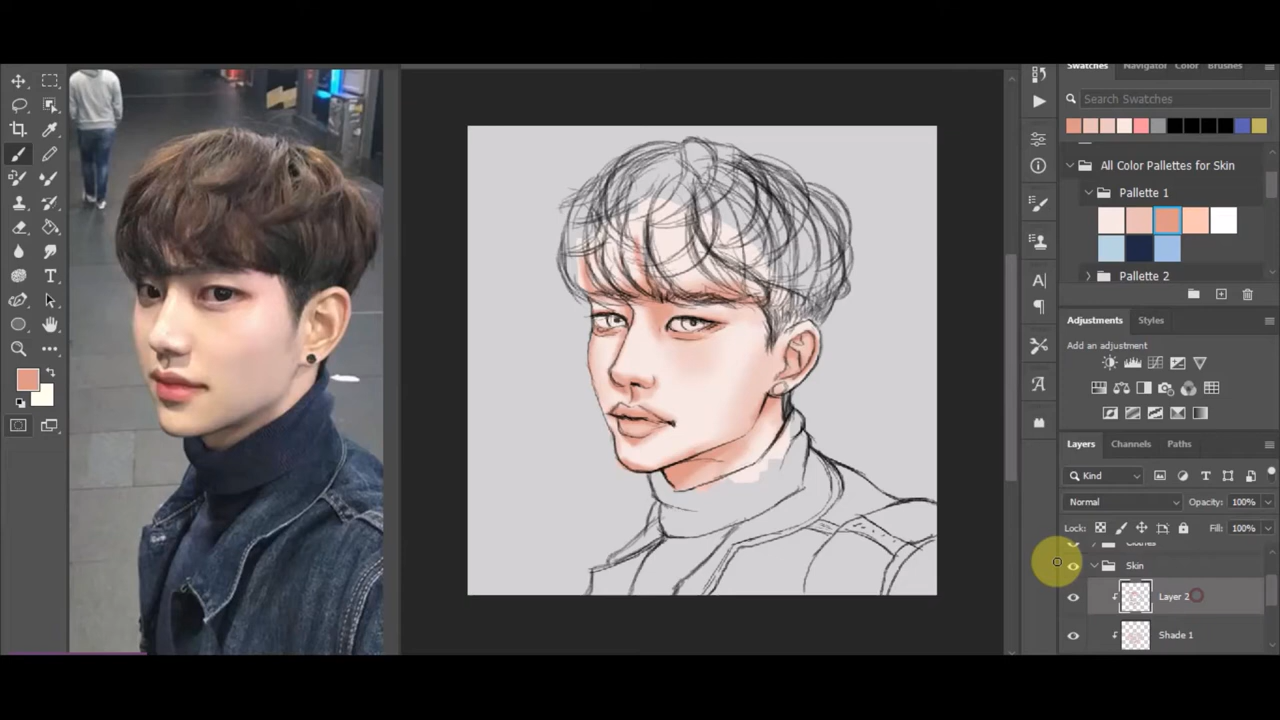 Swatches Navigator Color Brushes
Search Swatches
All Color Pallettes for Skin
Pallette 1
Pallette 2
Adjustments Styles
Add an adjustment
Layers Channels Paths
Kind
Normal Opacity: 100%
Lock: Fill: 100%
Clothes
Skin
Layer 2
Shade 1